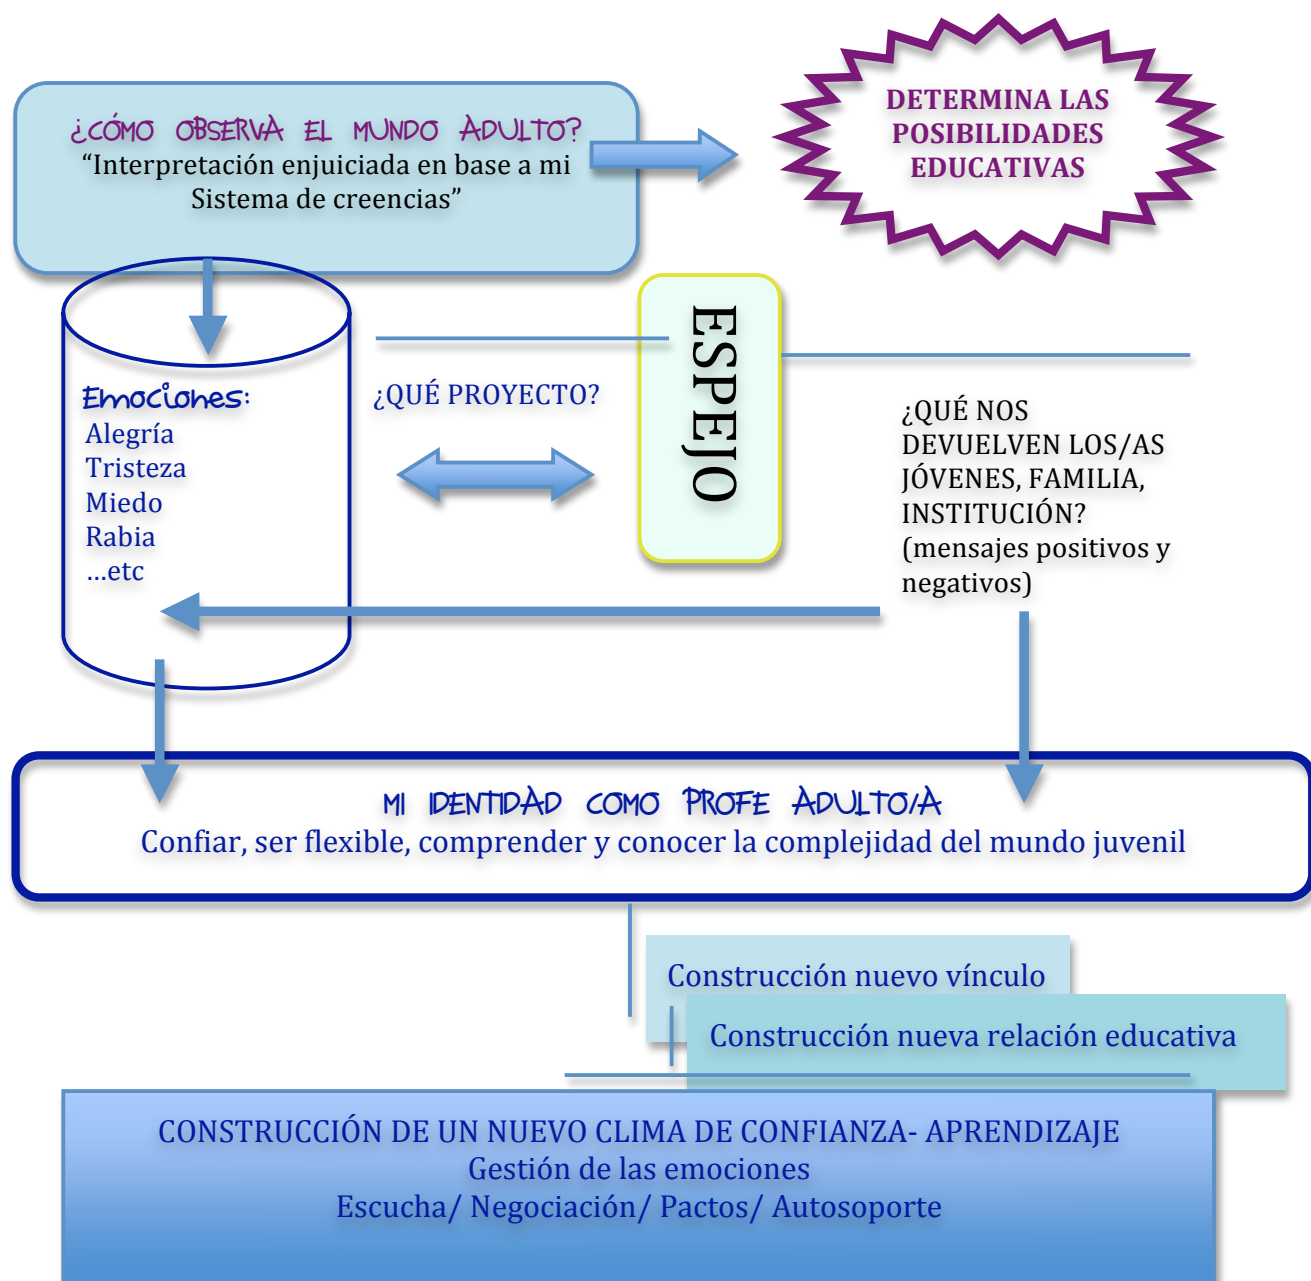 ¿CÓMO OBSERVA EL MUNDO ADULTO?
“Interpretación enjuiciada en base a mi
Sistema de creencias”
DETERMINA LAS
POSIBILIDADES
EDUCATIVAS
Emociones:
Alegría
Tristeza
Miedo
Rabia
...etc
¿QUÉ PROYECTO?
ESPEJO
¿QUÉ NOS
DEVUELVEN LOS/AS
JÓVENES, FAMILIA,
INSTITUCIÓN?
(mensajes positivos y
negativos)
MI IDENTIDAD COMO PROFE ADULTO/A
Confiar, ser flexible, comprender y conocer la complejidad del mundo juvenil
Construcción nuevo vínculo
Construcción nueva relación educativa
CONSTRUCCIÓN DE UN NUEVO CLIMA DE CONFIANZA- APRENDIZAJE
Gestión de las emociones
Escucha/ Negociación/ Pactos/ Autosoporte